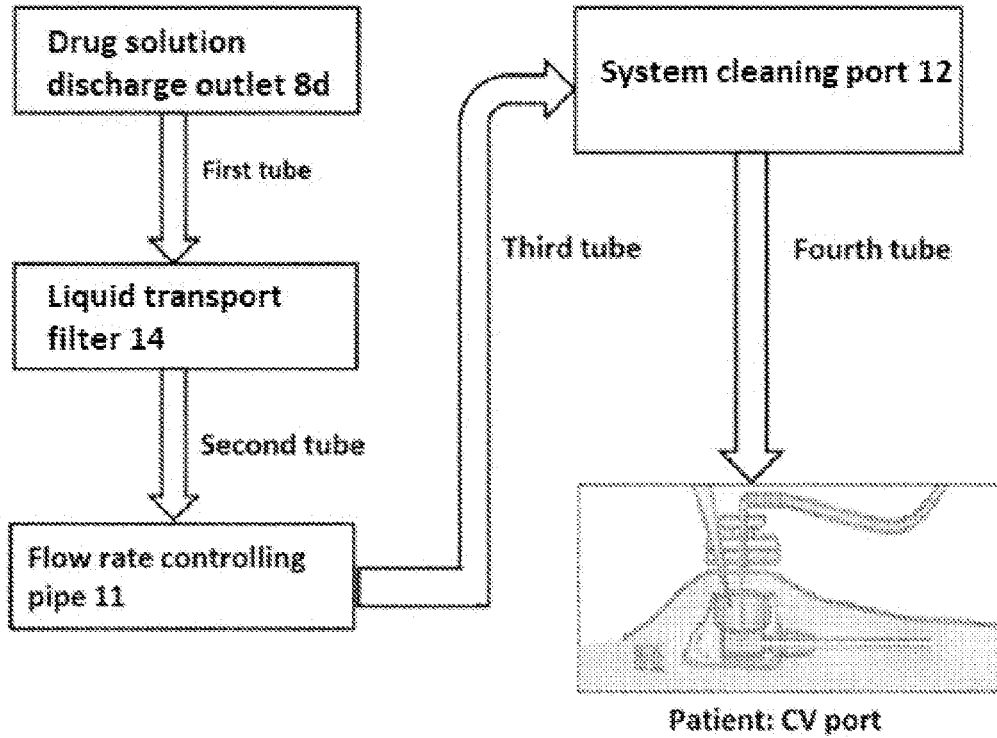 Drug solution
discharge outlet 8d
First tube
Liquid transport
filter 14
Second tube
Flow rate controlling
pipe 11
Third tube
System cleaning port 12
Fourth tube
Patient: CV port